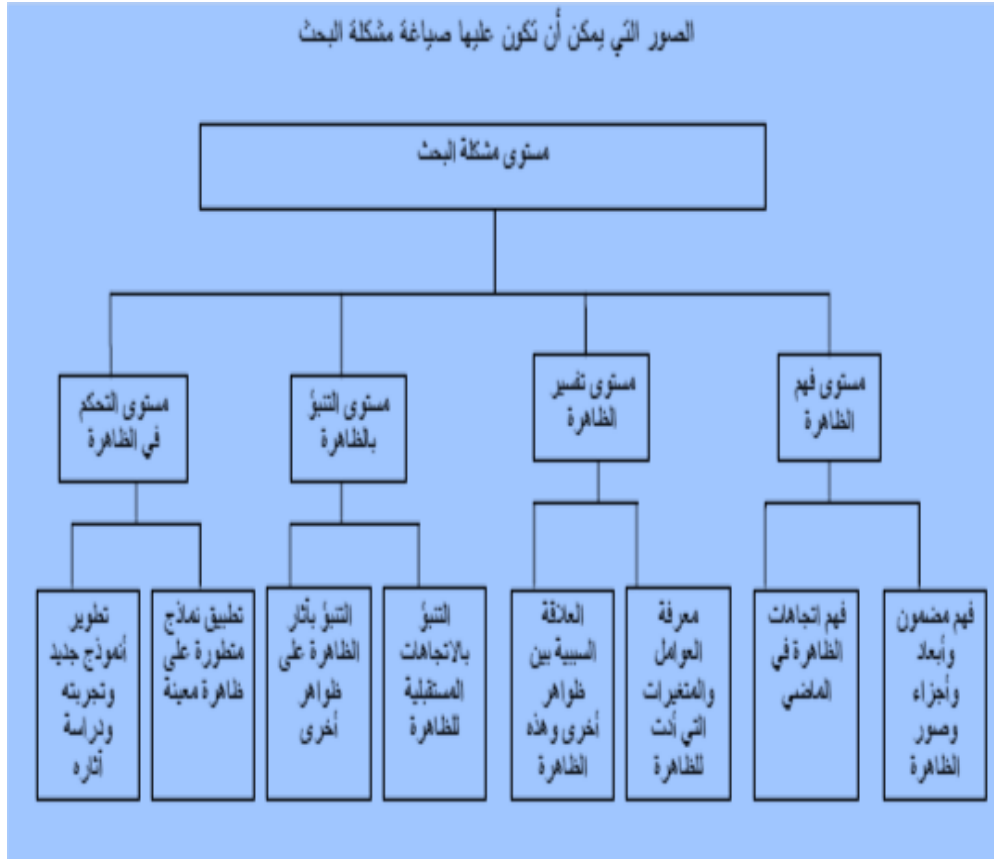 الصور التي يمكن أن تكون عليها صياغة مشكلة البحث
مستوى مشكلة البحث
مستوى فهم
الظاهرة
مستوى تفسير
الظاهرة
مستوى التنبؤ
بالظاهرة
مستوى التحكم
في الظاهرة
فهم مضمون
وأبعاد
وأجزاء
وصور
الظاهرة
فهم اتجاهات
الظاهرة في
الماضي
معرفة
العوامل
والمتغيرات
التي أدت
للظاهرة
العلاقة
السببية بين
ظواهر
أخرى وهذه
الظاهرة
التنبؤ
بالاتجاهات
المستقبلية
للظاهرة
التنبؤ بآثار
الظاهرة على
ظواهر
أخرى
تطبيق نماذج
متطورة على
ظاهرة معينة
تطوير
أنموذج جديد
وتجربته
ودراسة
آثاره